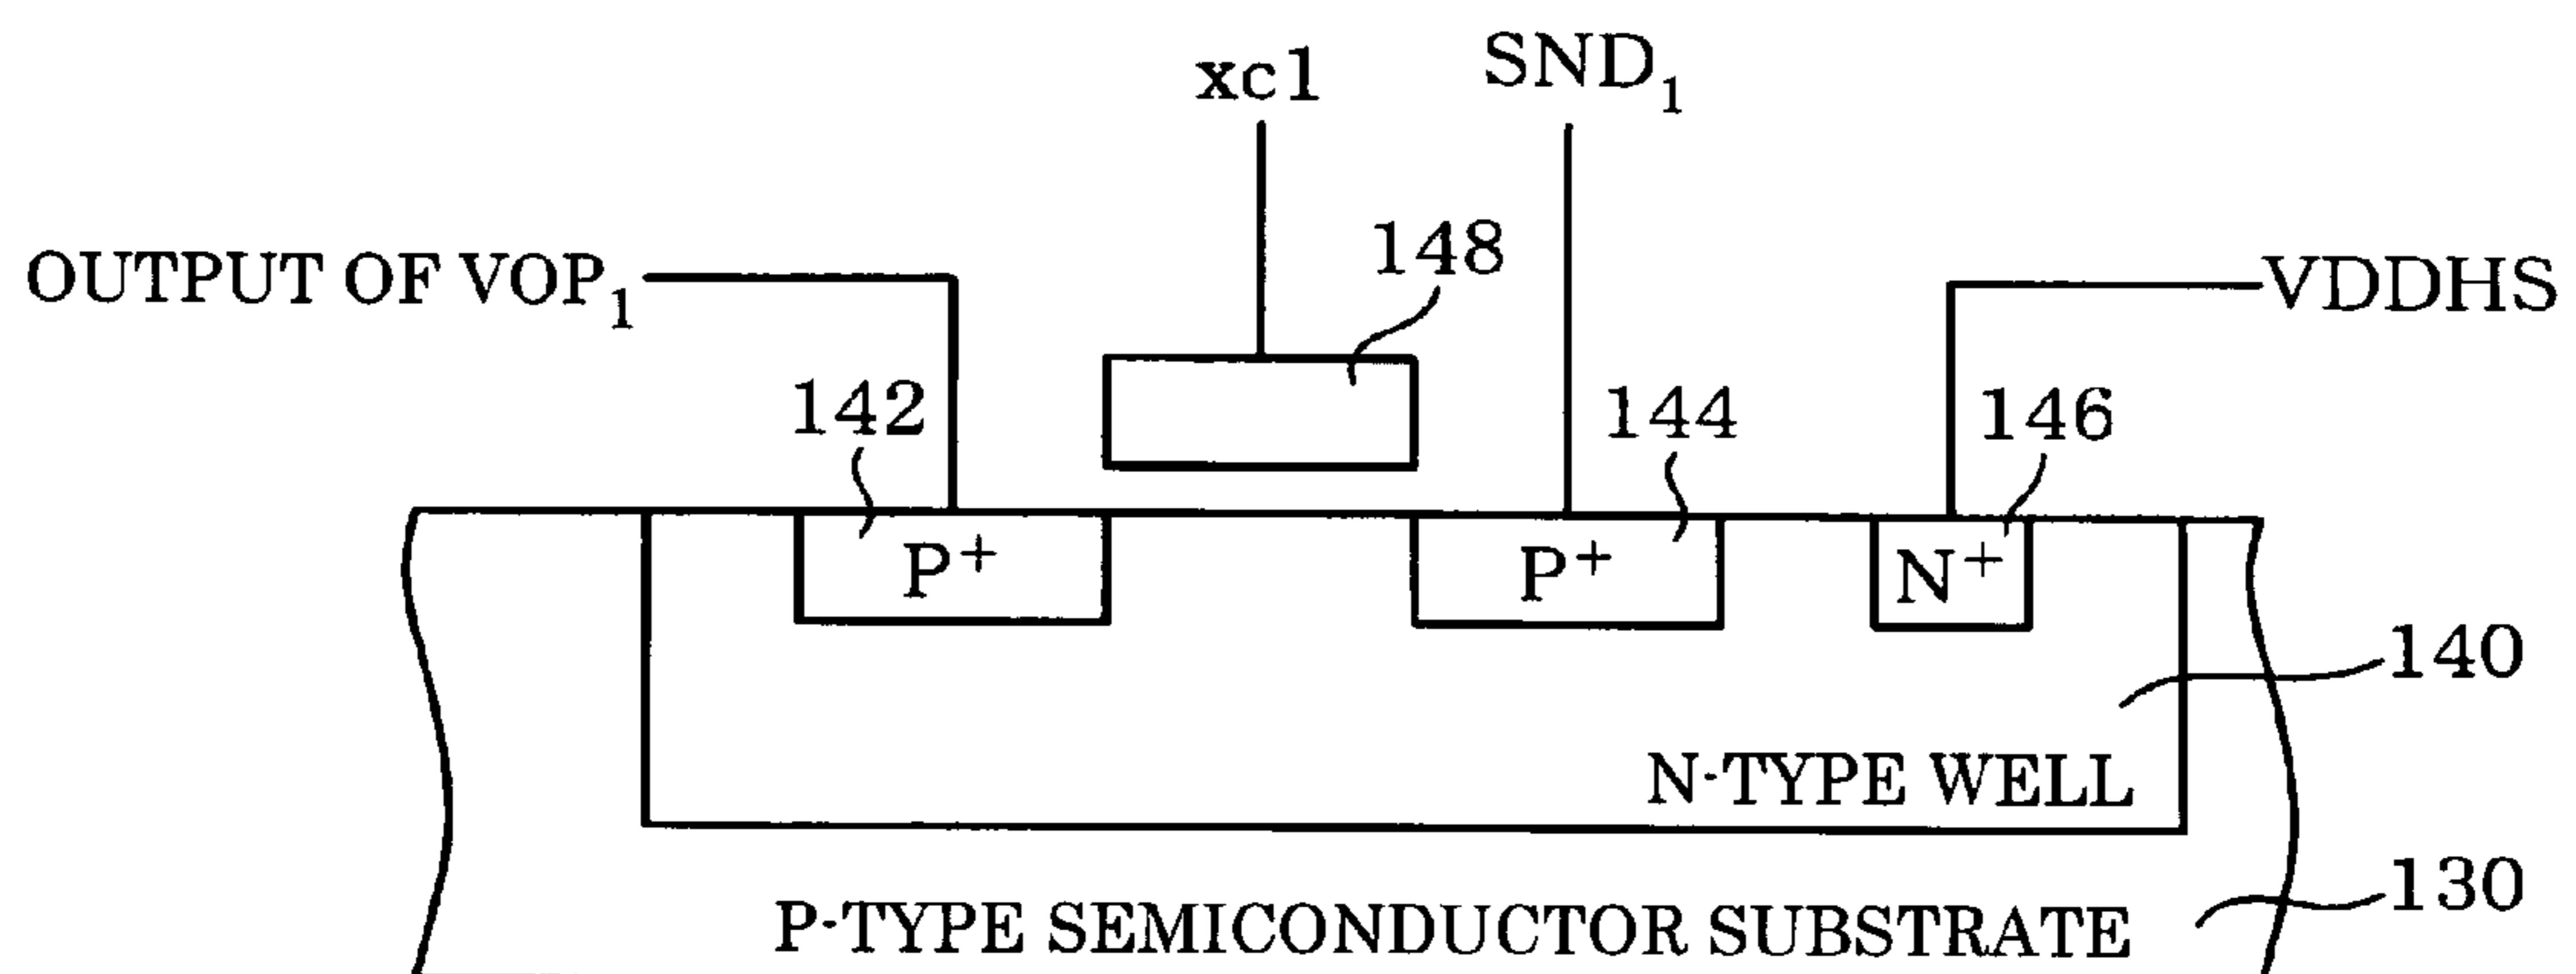 xc1
SND1
OUTPUT OF VOP1
148
VDDHS
142
144
146
P+
P+
N+
140
N-TYPE WELL
130
P-TYPE SEMICONDUCTOR SUBSTRATE